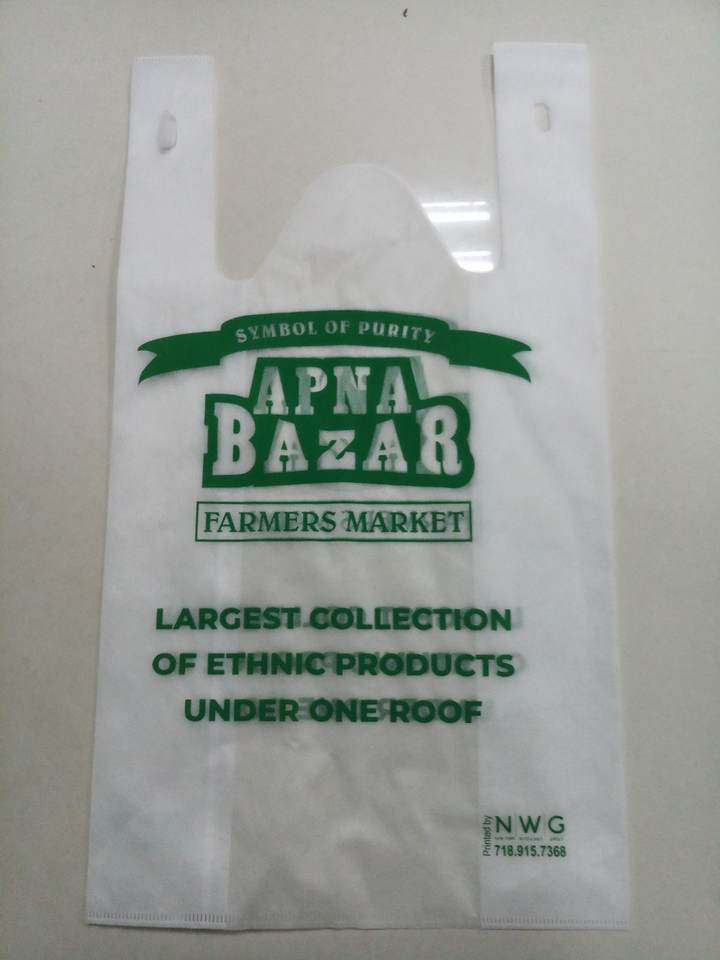 SYMBOL OF PURITY
APNA
BAZAR
FARMERS MARKET
LARGEST COLLECTION
OF ETHNIC PRODUCTS
UNDER ONE ROOF
Printed by
NWG
718.915.7368